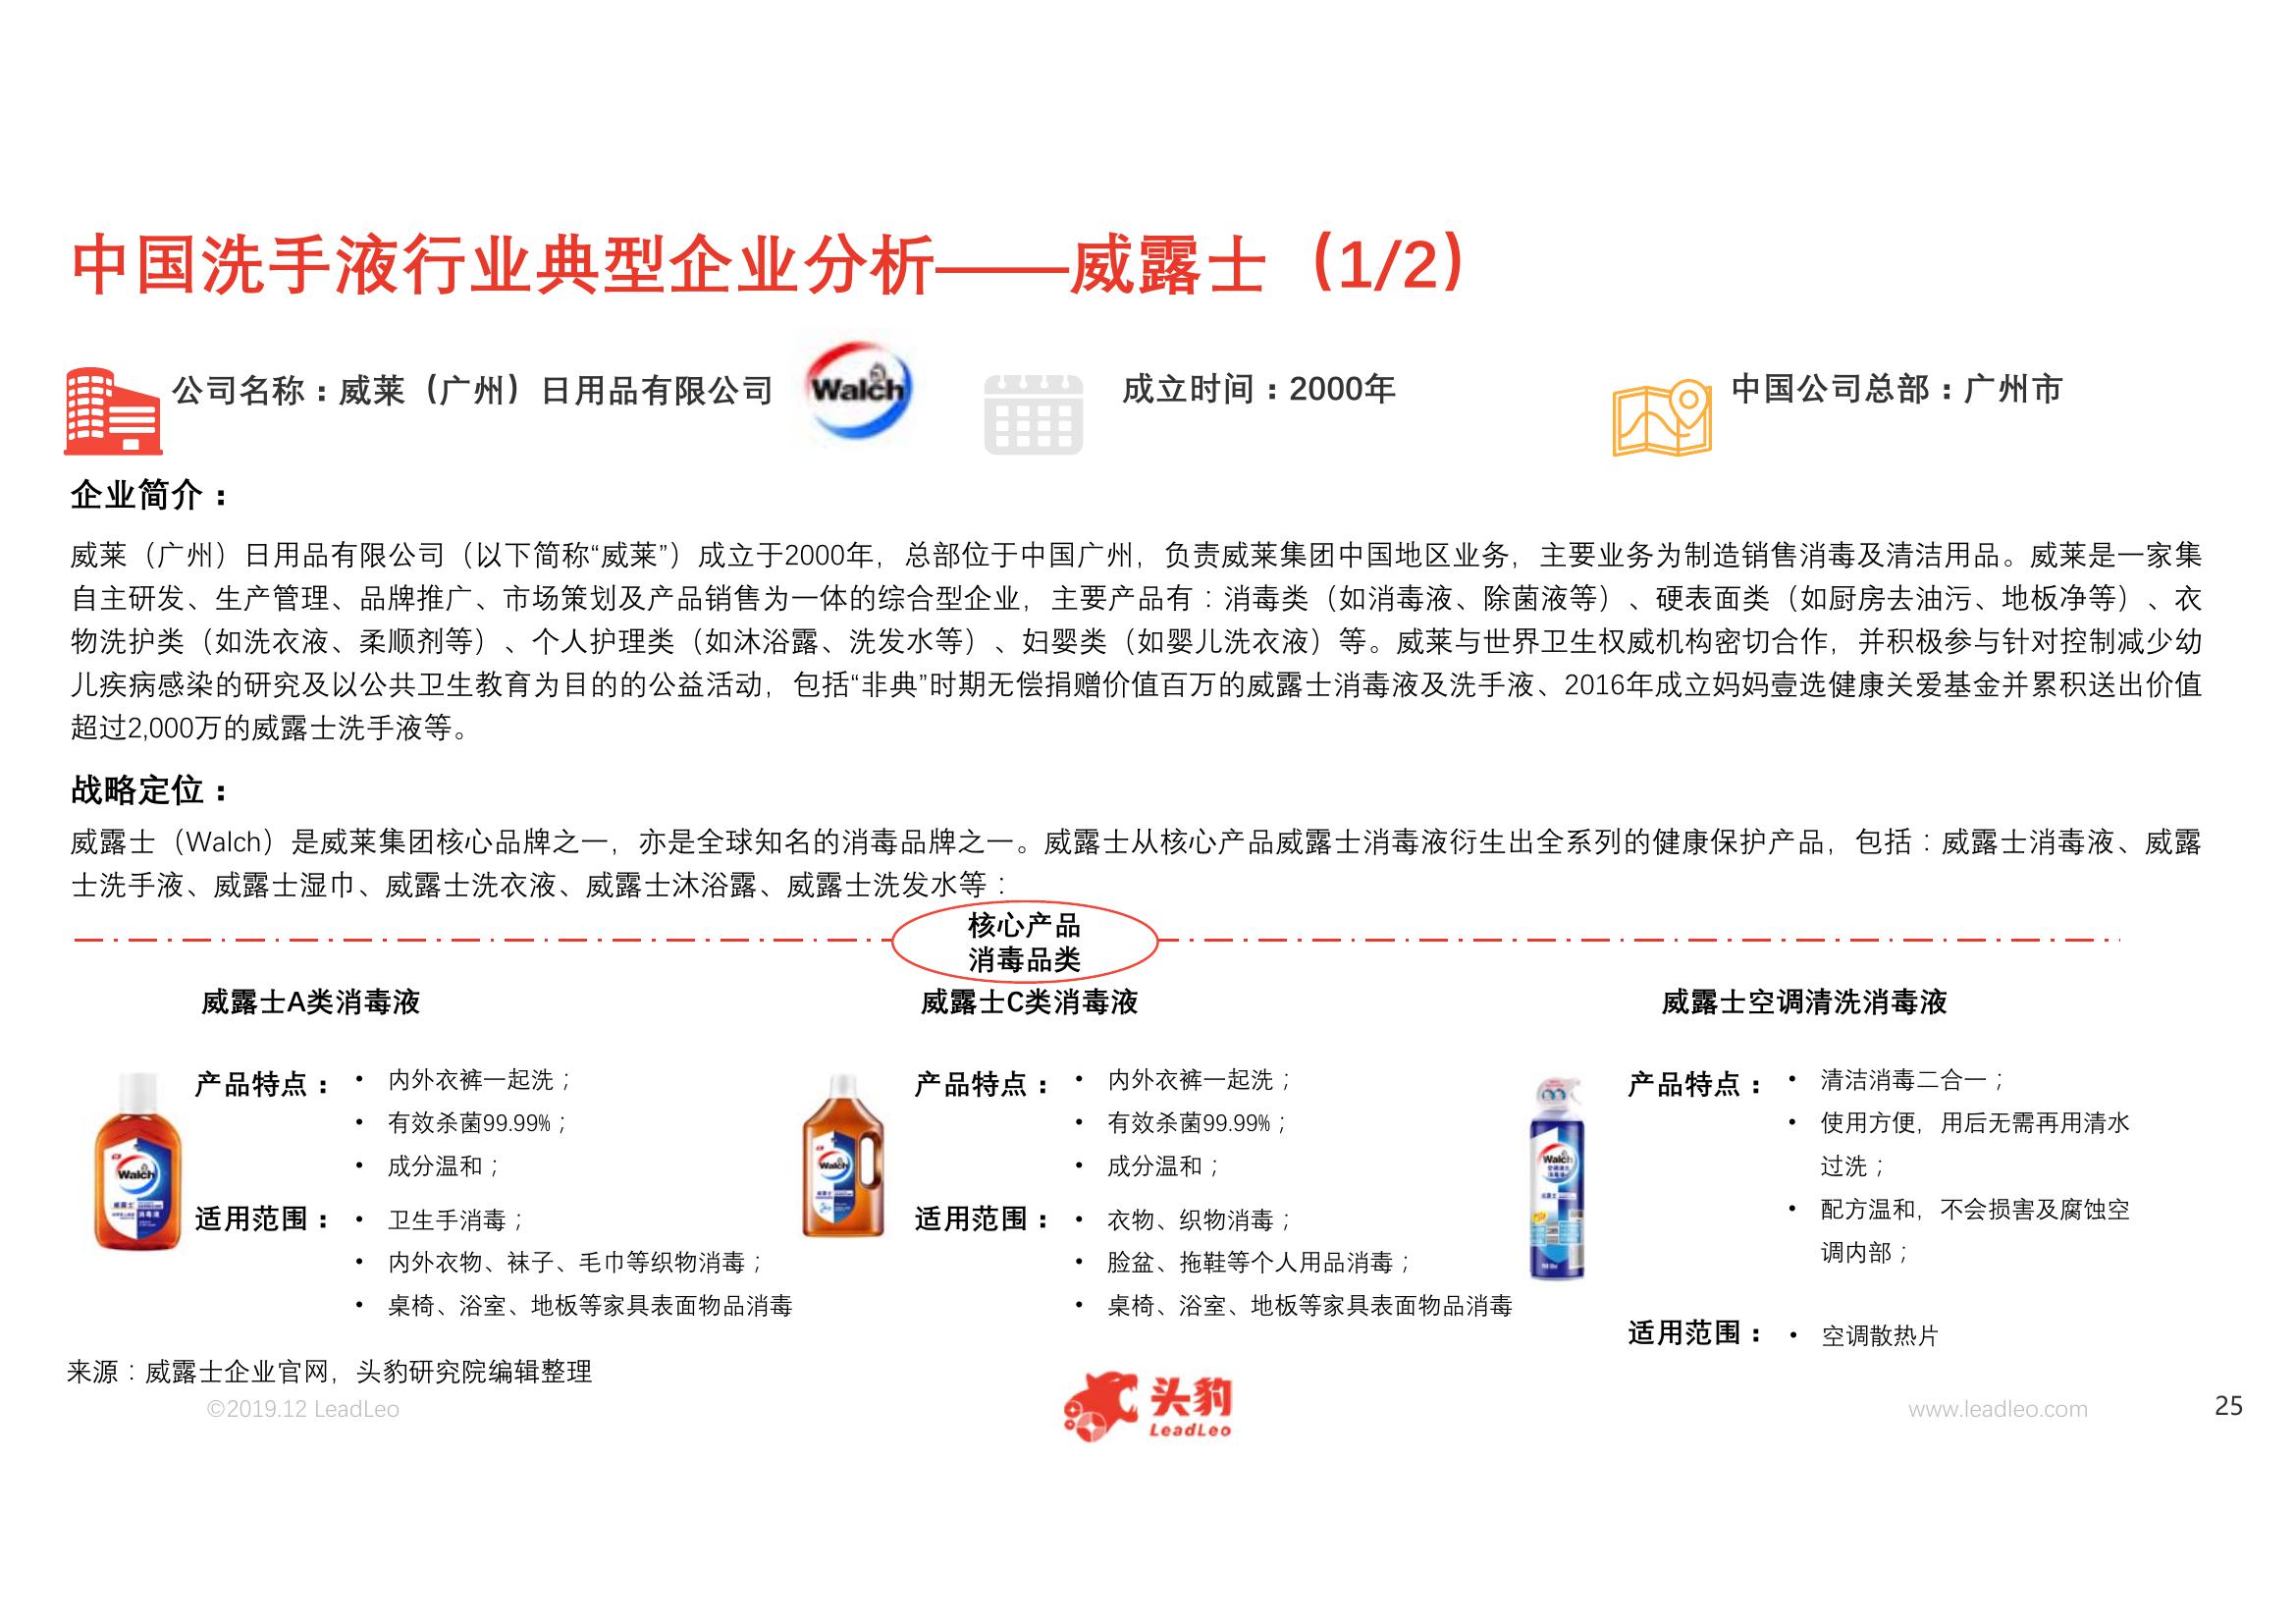 中国洗手液行业典型企业分析——威露士（1/2）
公司名称：威莱（广州）日用品有限公司
Walch
成立时间：2000年
中国公司总部：广州市
企业简介：
威莱（广州）日用品有限公司（以下简称“威莱”）成立于2000年，总部位于中国广州，负责威莱集团中国地区业务，主要业务为制造销售消毒及清洁用品。威莱是一家集
自主研发、生产管理、品牌推广、市场策划及产品销售为一体的综合型企业，主要产品有：消毒类（如消毒液、除菌液等）、硬表面类（如厨房去油污、地板净等）、衣
物洗护类（如洗衣液、柔顺剂等）、个人护理类（如沐浴露、洗发水等）、妇婴类（如婴儿洗衣液）等。威莱与世界卫生权威机构密切合作，并积极参与针对控制减少幼
儿疾病感染的研究及以公共卫生教育为目的的公益活动，包括“非典”时期无偿捐赠价值百万的威露士消毒液及洗手液、2016年成立妈妈壹选健康关爱基金并累积送出价值
超过2,000万的威露士洗手液等。
战略定位：
威露士（Walch）是威莱集团核心品牌之一，亦是全球知名的消毒品牌之一。威露士从核心产品威露士消毒液衍生出全系列的健康保护产品，包括：威露士消毒液、威露
士洗手液、威露士湿巾、威露士洗衣液、威露士沐浴露、威露士洗发水等：
核心产品
消毒品类
威露士A类消毒液
产品特点：
• 内外衣裤一起洗；
• 有效杀菌99.99%；
• 成分温和；
适用范围：
• 卫生手消毒；
• 内外衣物、袜子、毛巾等织物消毒；
• 桌椅、浴室、地板等家具表面物品消毒
Walch
威露士
消毒液
威露士C类消毒液
产品特点：
• 内外衣裤一起洗；
• 有效杀菌99.99%；
• 成分温和；
适用范围：
• 衣物、织物消毒；
• 脸盆、拖鞋等个人用品消毒；
• 桌椅、浴室、地板等家具表面物品消毒
Walch
威露士
威露士空调清洗消毒液
产品特点：
• 清洁消毒二合一；
• 使用方便，用后无需再用清水
过洗；
• 配方温和，不会损害及腐蚀空
调内部；
适用范围：
• 空调散热片
Walch
来源：威露士企业官网，头豹研究院编辑整理
©2019.12 LeadLeo
头豹
LeadLeo
www.leadleo.com
25